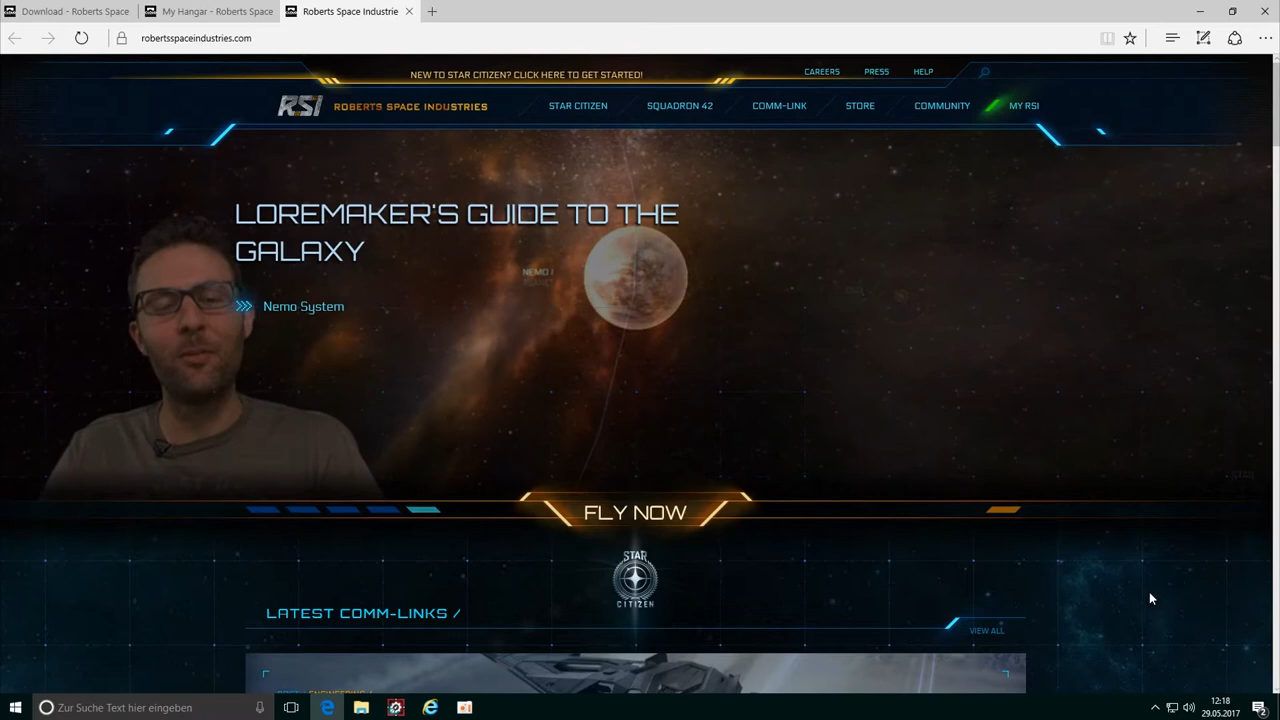 Download - Roberts Space
My Hangar - Roberts Space
Roberts Space Industrie
robertsspaceindustries.com
NEW TO STAR CITIZEN? CLICK HERE TO GET STARTED!
CAREERS
PRESS
HELP
RSI
ROBERTS SPACE INDUSTRIES
STAR CITIZEN
SQUADRON 42
COMM-LINK
STORE
COMMUNITY
MY RSI
LOREMAKER'S GUIDE TO THE
GALAXY
NEMO I
Nemo System
FLY NOW
STAR
CITIZEN
LATEST COMM-LINKS /
VIEW ALL
Zur Suche Text hier eingeben
12:18
29.05.2017
2